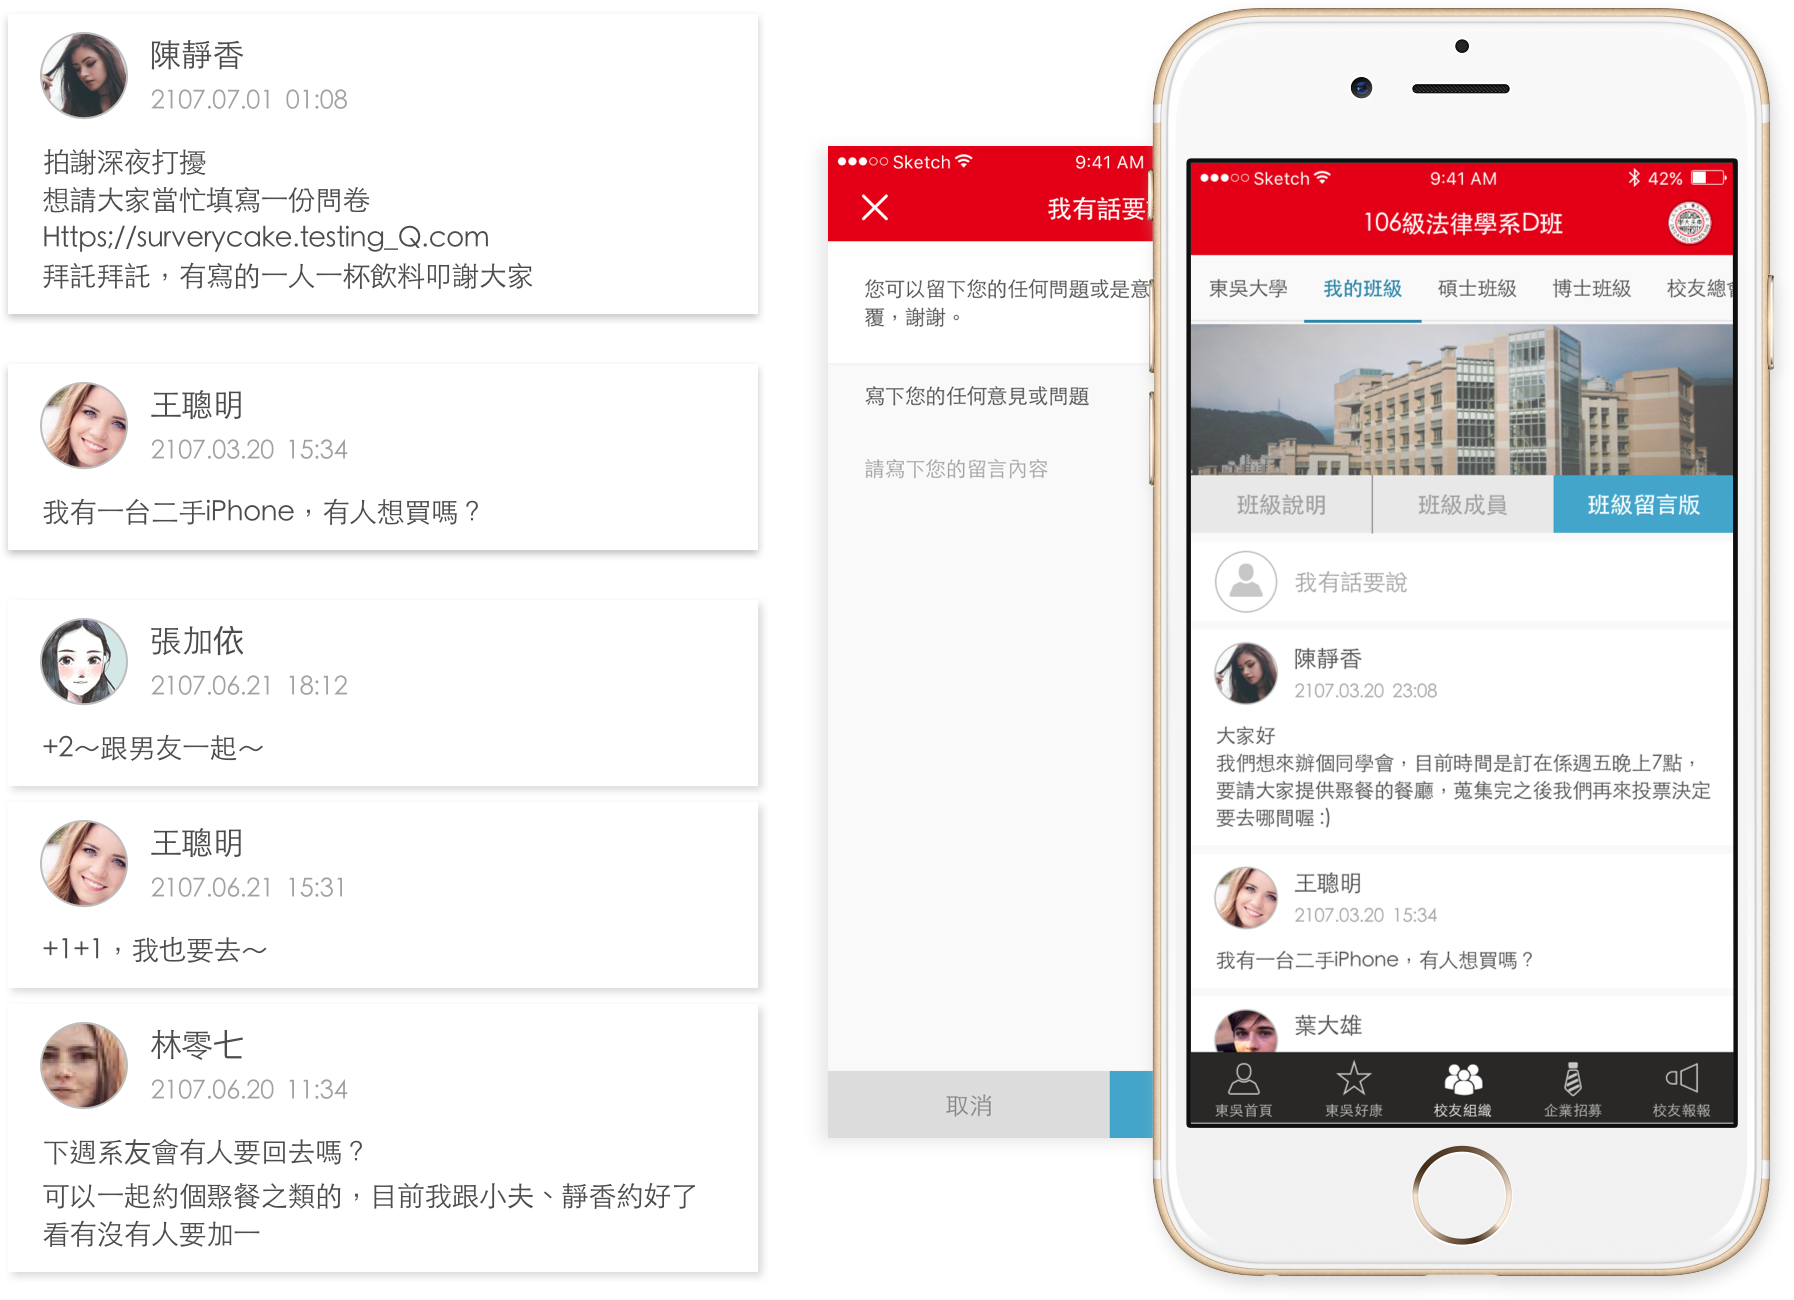 陳靜香
2107.07.01 01:08
拍謝深夜打擾
想請大家當忙填寫一份問卷
Https;//surverycake.testing_Q.com
拜託拜託，有寫的一人一杯飲料叩謝大家
王聰明
2107.03.20 15:34
我有一台二手iPhone，有人想買嗎？
張加依
2107.06.21 18:12
+2～跟男友一起～
王聰明
2107.06.21 15:31
+1+1，我也要去～
林零七
2107.06.20 11:34
下週系友會有人要回去嗎？
可以一起約個聚餐之類的，目前我跟小夫、靜香約好了
看有沒有人要加一
Sketch 9:41 AM
我有話要
您可以留下您的任何問題或是意
覆，謝謝。
寫下您的任何意見或問題
請寫下您的留言內容
取消
Sketch 9:41 AM 42%
106級法律學系D班
東吳大學 我的班級 碩士班級 博士班級 校友總會
班級說明 班級成員 班級留言版
我有話要說
陳靜香
2107.03.20 23:08
大家好
我們想來辦個同學會，目前時間是訂在係週五晚上7點，
要請大家提供聚餐的餐廳，蒐集完之後我們再來投票決定
要去哪間喔 :)
王聰明
2107.03.20 15:34
我有一台二手iPhone，有人想買嗎？
葉大雄
東吳首頁 東吳好康 校友組織 企業招募 校友報報